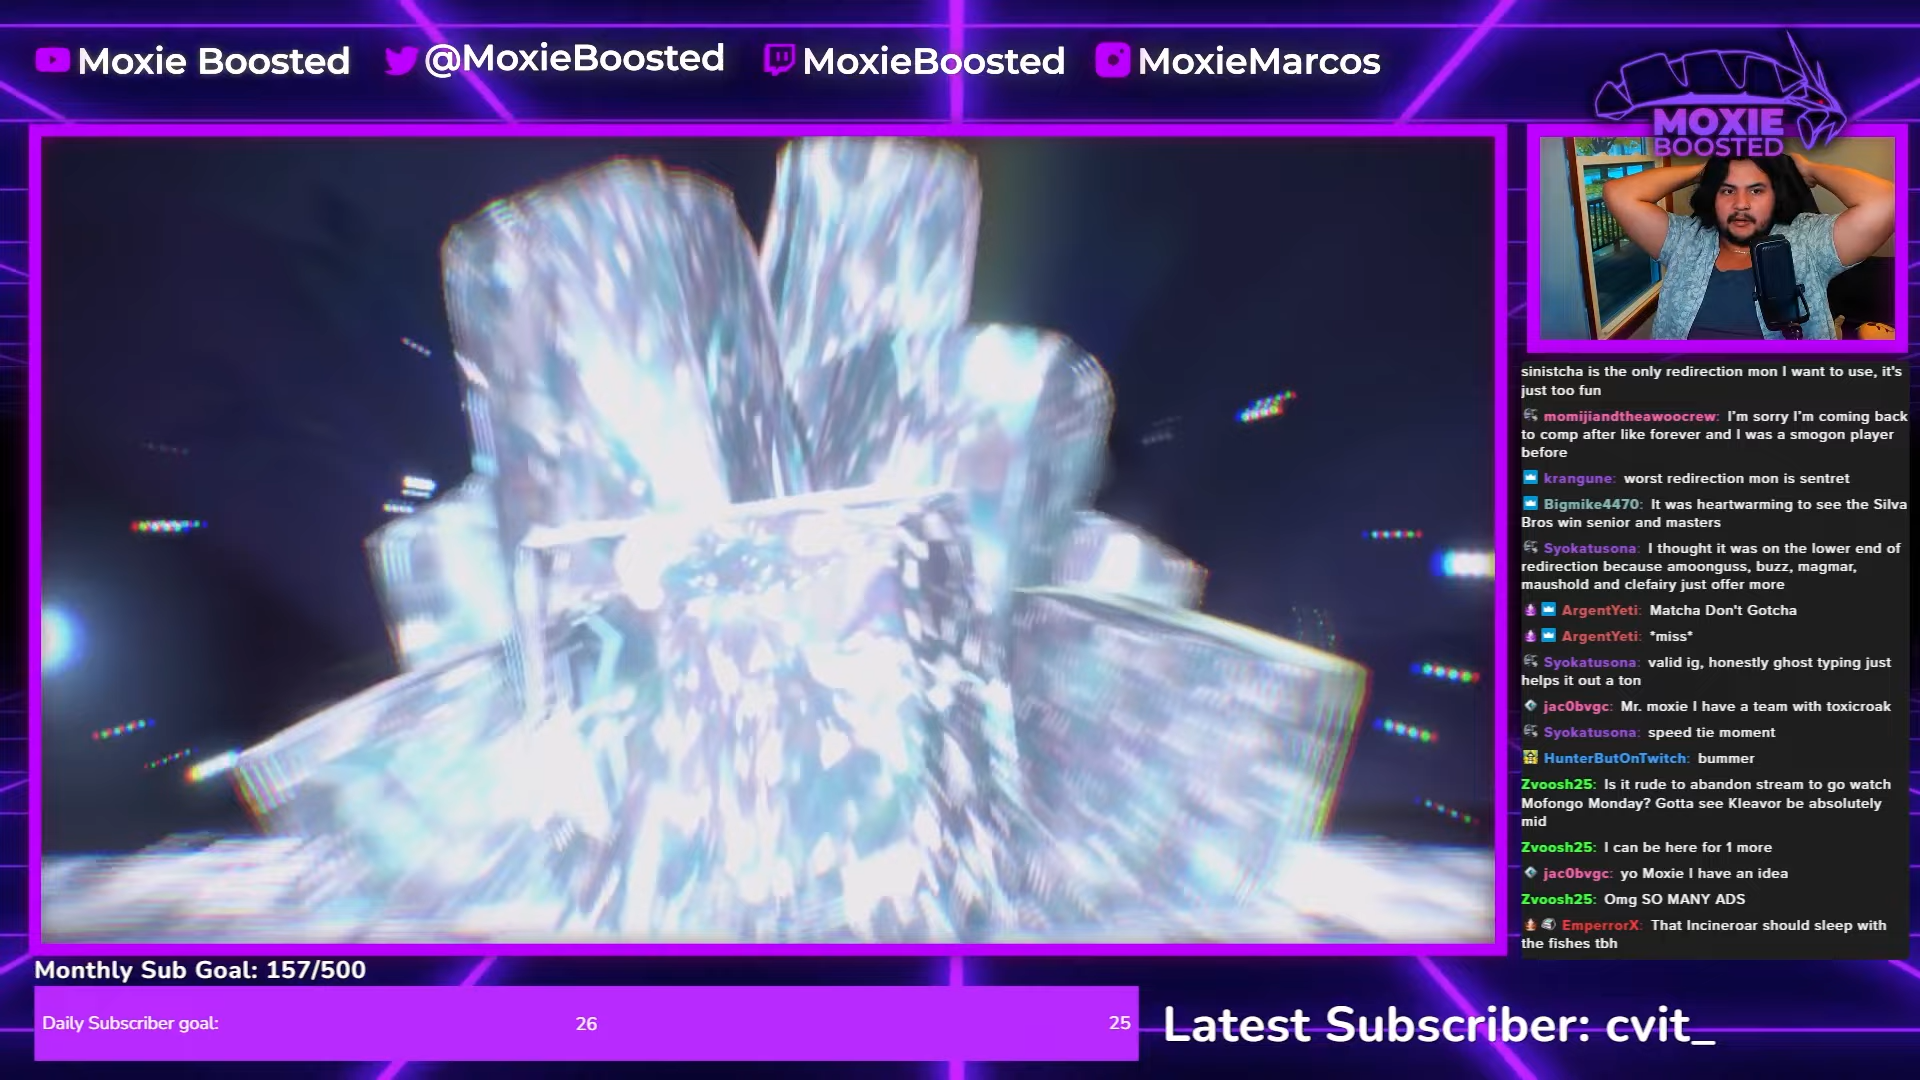 Moxie Boosted @MoxieBoosted MoxieBoosted MoxieMarcos
MOXIE
BOOSTED
sinistcha is the only redirection mon I want to use, it's
just too fun
momijiandtheawoocrew: I'm sorry I'm coming back
to comp after like forever and I was a smogon player
before
krangune: worst redirection mon is sentret
Bigmike4470: It was heartwarming to see the Silva
Bros win senior and masters
Syokatusona: I thought it was on the lower end of
redirection because amoonguss, buzz, magmar,
maushold and clefairy just offer more
ArgentYeti: Matcha Don't Gotcha
ArgentYeti: *miss*
Syokatusona: valid ig, honestly ghost typing just
helps it out a ton
jac0bvgc: Mr. moxie I have a team with toxicroak
Syokatusona: speed tie moment
HunterButOnTwitch: bummer
Zvoosh25: Is it rude to abandon stream to go watch
Mofongo Monday? Gotta see Kleavor be absolutely
mid
Zvoosh25: I can be here for 1 more
jac0bvgc: yo Moxie I have an idea
Zvoosh25: Omg SO MANY ADS
EmperrorX: That Incineroar should sleep with
the fishes tbh
Monthly Sub Goal: 157/500
Daily Subscriber goal: 26 25
Latest Subscriber: cvit_